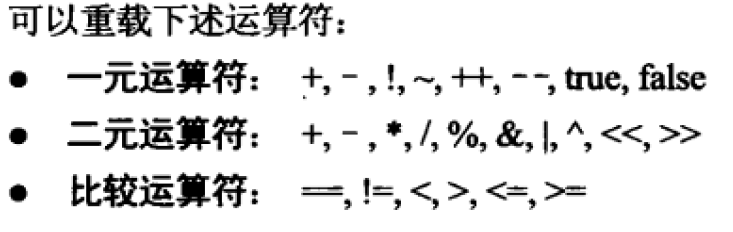 可以重载下述运算符：
● 一元运算符： +, - , !, ~, ++, --, true, false
● 二元运算符： +, - , *, /, %, &, |, ^, <<, >>
● 比较运算符： ==, !=, <, >, <=, >=